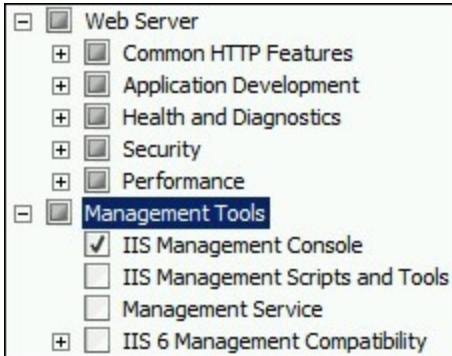 Web Server
Common HTTP Features
Application Development
Health and Diagnostics
Security
Performance
Management Tools
IIS Management Console
IIS Management Scripts and Tools
Management Service
IIS 6 Management Compatibility